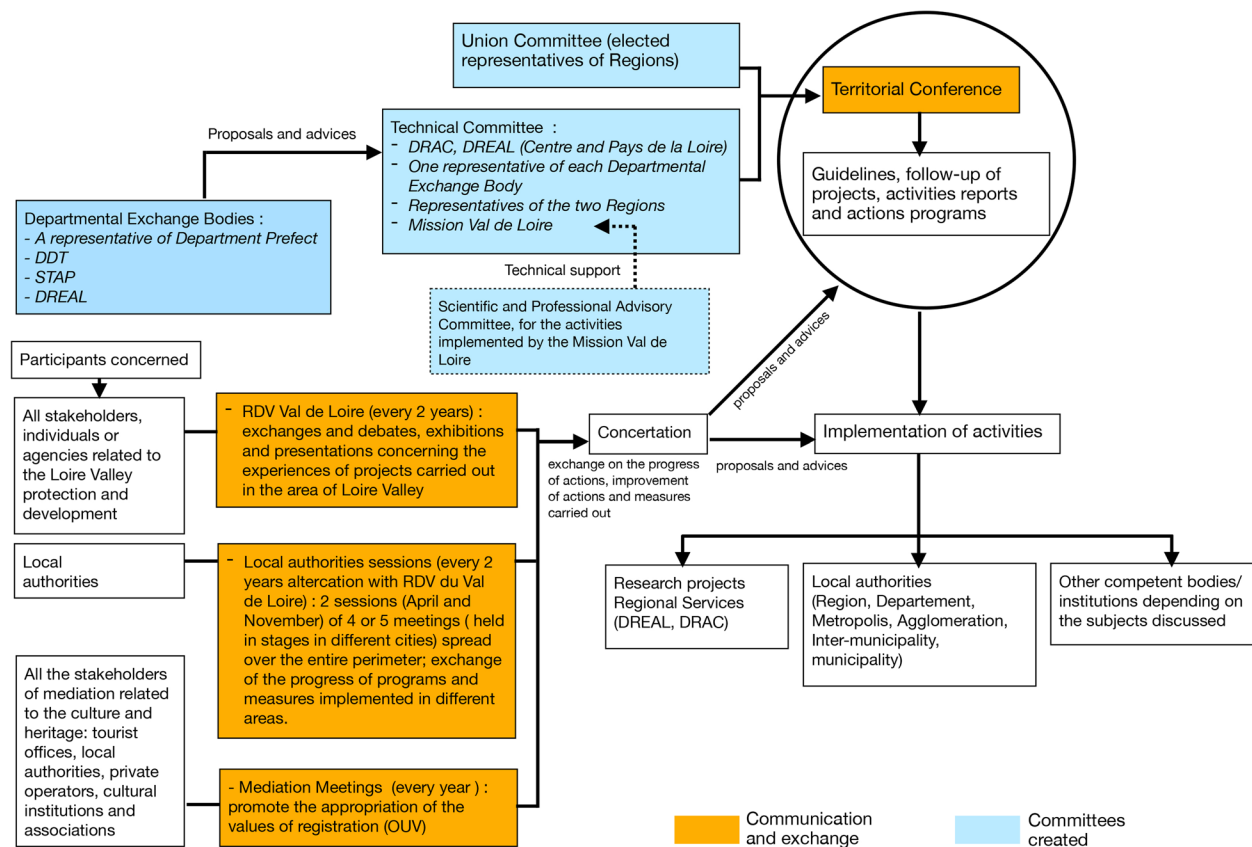 Union Committee (elected
representatives of Regions)
Territorial Conference
Guidelines, follow-up of
projects, activities reports
and actions programs
Proposals and advices
Technical Committee :
- DRAC, DREAL (Centre and Pays de la Loire)
- One representative of each Departmental
Exchange Body
- Representatives of the two Regions
- Mission Val de Loire
Departmental Exchange Bodies :
- A representative of Department Prefect
- DDT
- STAP
- DREAL
Technical support
Scientific and Professional Advisory
Committee, for the activities
implemented by the Mission Val de
Loire
proposals and advices
Participants concerned
All stakeholders,
individuals or
agencies related to
the Loire Valley
protection and
development
- RDV Val de Loire (every 2 years) :
exchanges and debates, exhibitions
and presentations concerning the
experiences of projects carried out
in the area of Loire Valley
Concertation
exchange on the progress
of actions, improvement
of actions and measures
carried out
proposals and advices
Implementation of activities
Local
authorities
- Local authorities sessions (every 2
years altercation with RDV du Val
de Loire) : 2 sessions (April and
November) of 4 or 5 meetings ( held
in stages in different cities) spread
over the entire perimeter; exchange
of the progress of programs and
measures implemented in different
areas.
Research projects
Regional Services
(DREAL, DRAC)
Local authorities
(Region, Departement,
Metropolis, Agglomeration,
Inter-municipality,
municipality)
Other competent bodies/
institutions depending on
the subjects discussed
All the stakeholders
of mediation related
to the culture and
heritage: tourist
offices, local
authorities, private
operators, cultural
institutions and
associations
- Mediation Meetings (every year ) :
promote the appropriation of the
values of registration (OUV)
Communication
and exchange
Committees
created